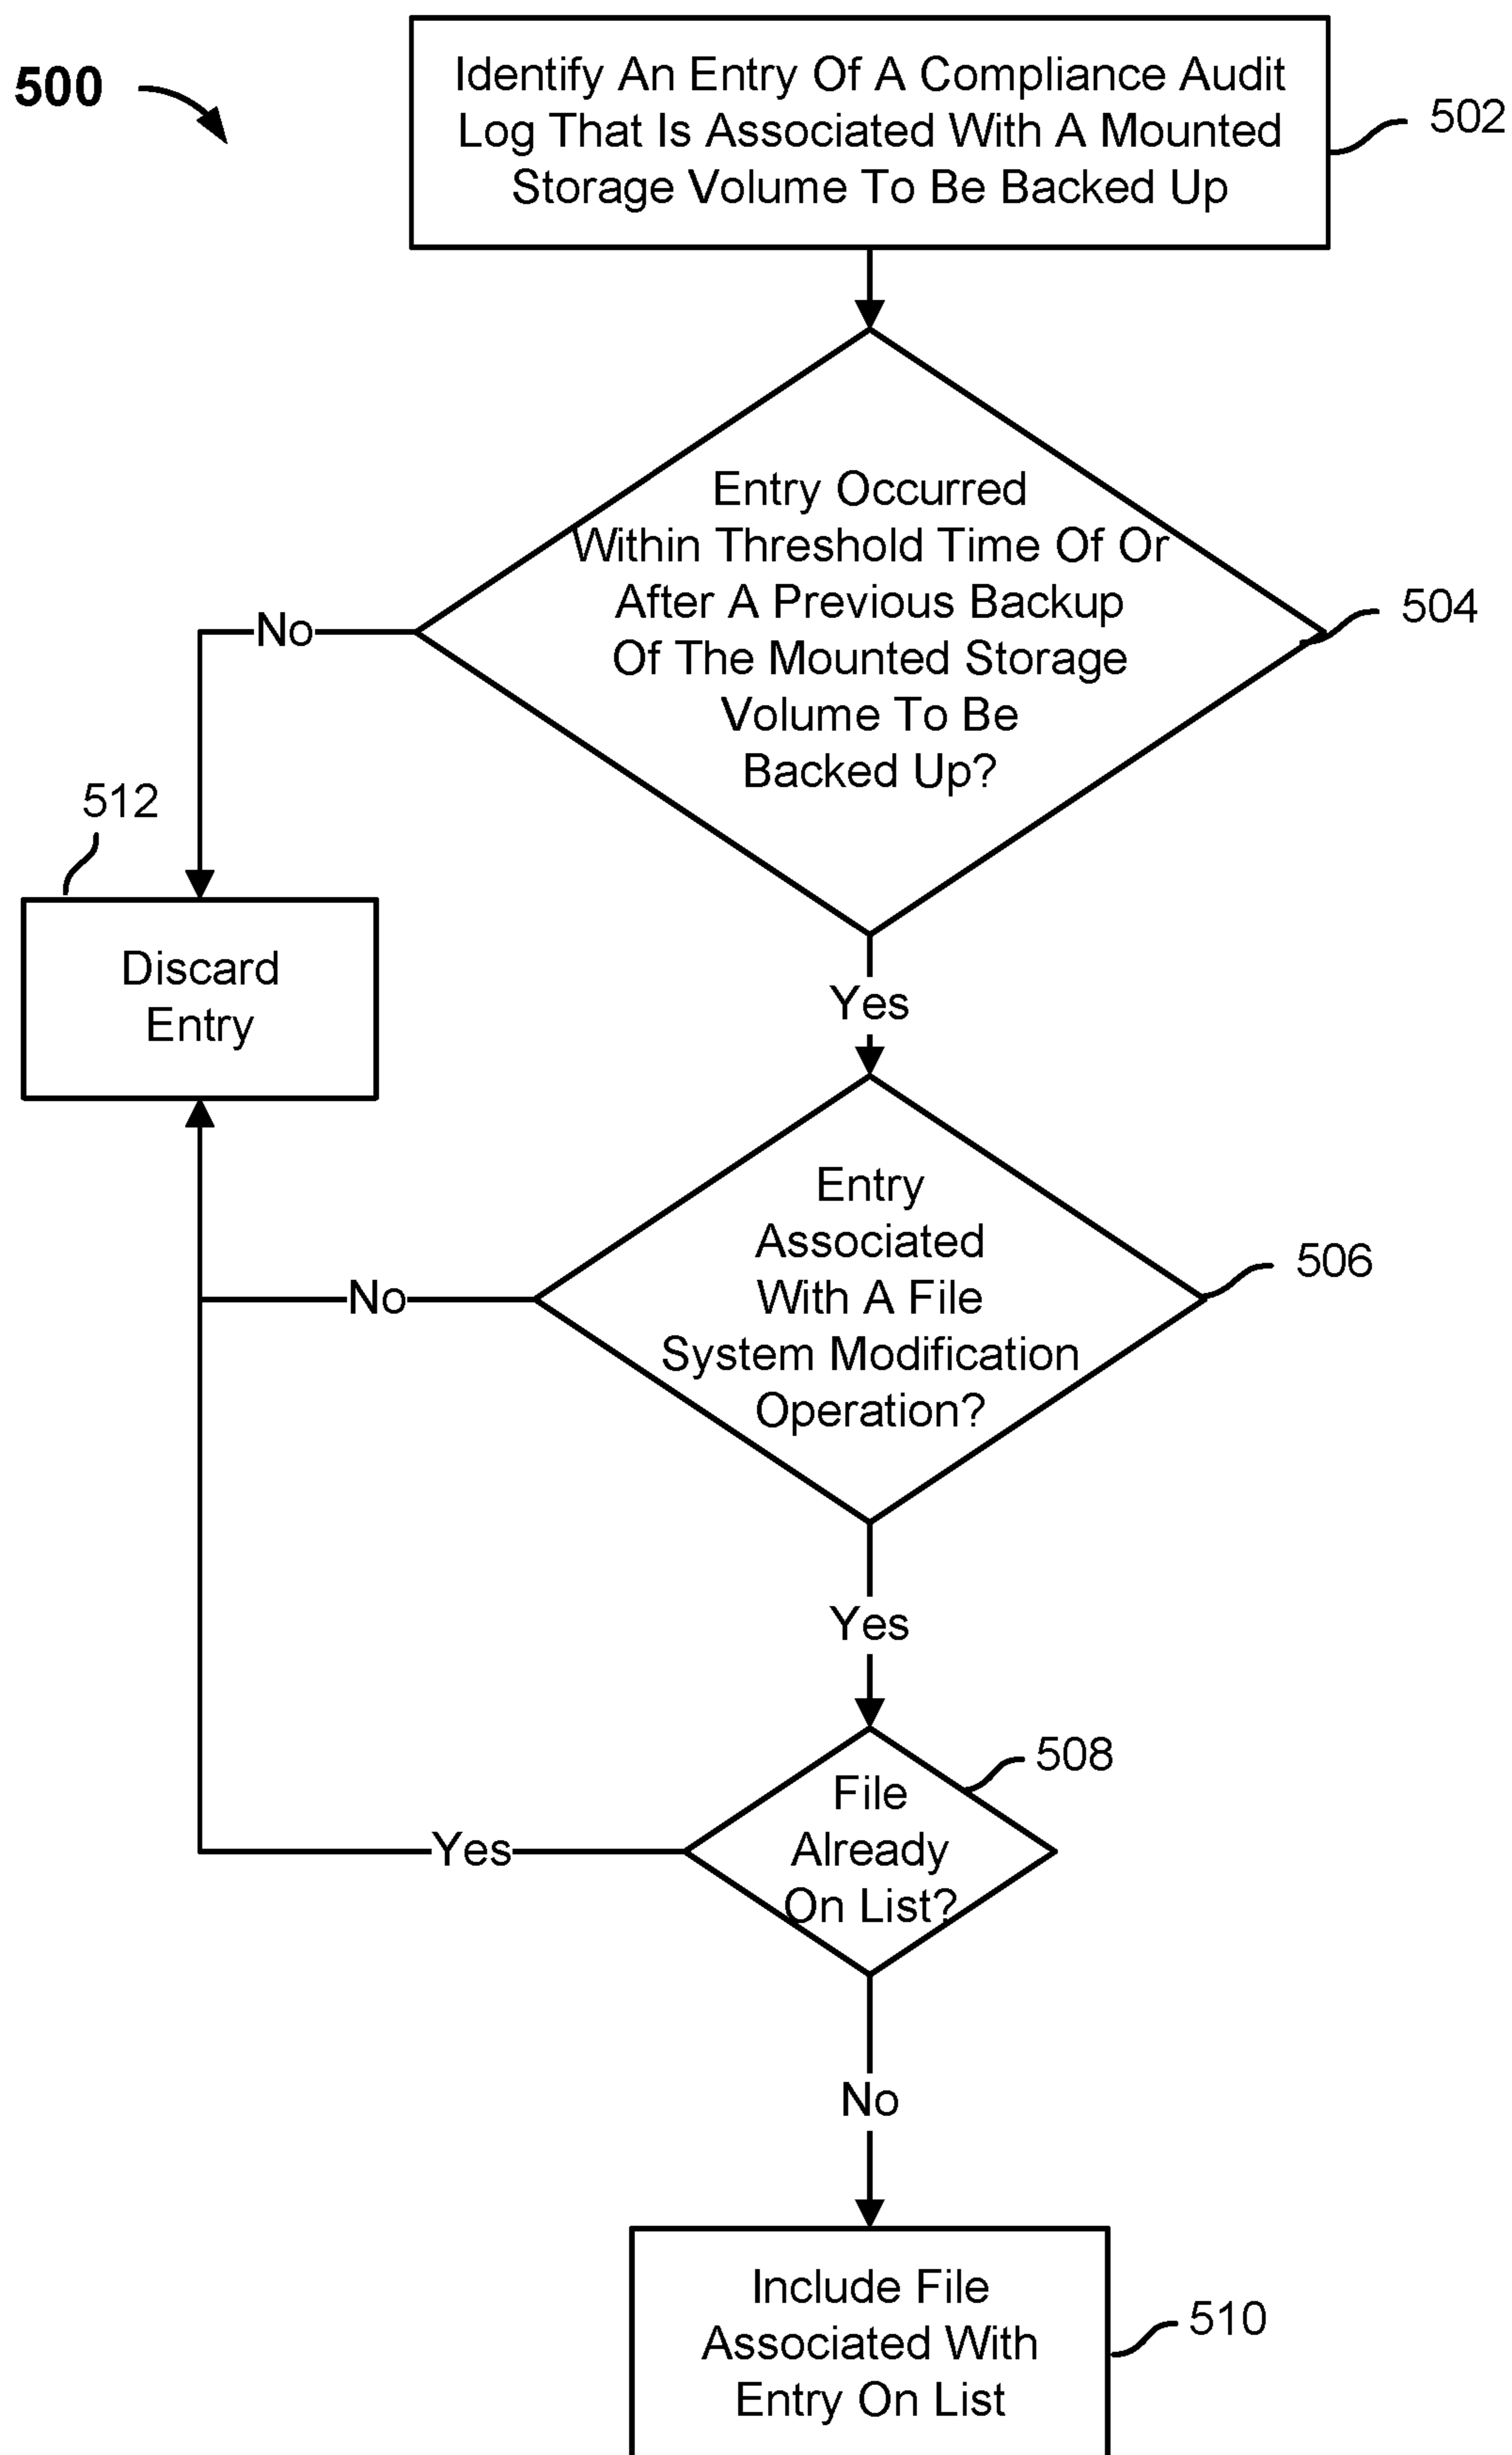 500
Identify An Entry Of A Compliance Audit
Log That Is Associated With A Mounted
Storage Volume To Be Backed Up
502
Entry Occurred
Within Threshold Time Of Or
After A Previous Backup
Of The Mounted Storage
Volume To Be
Backed Up?
504
No
512
Discard
Entry
Yes
Entry
Associated
With A File
System Modification
Operation?
506
No
Yes
File
Already
On List?
508
Yes
No
Include File
Associated With
Entry On List
510